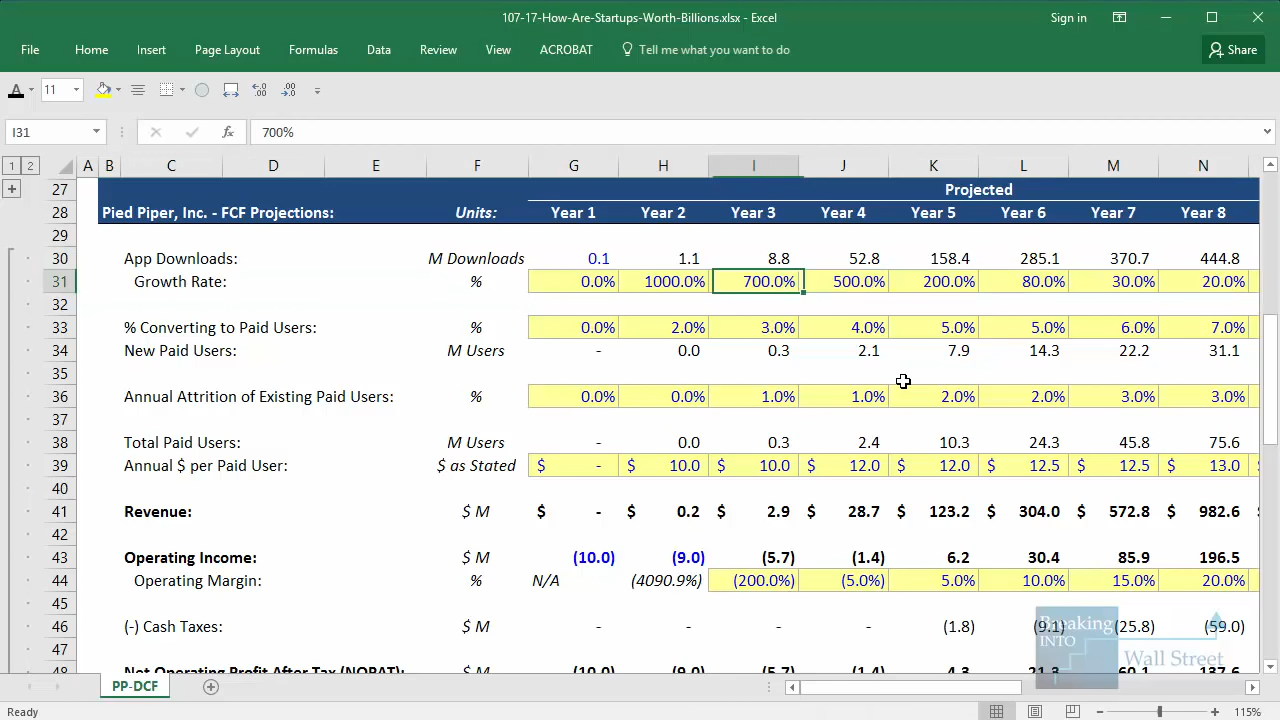 107-17-How-Are-Startups-Worth-Billions.xlsx - Excel Sign in
File Home Insert Page Layout Formulas Data Review View ACROBAT Tell me what you want to do Share
A 11
I31 fx 700%
1 2 A B C D E F G H I J K L M N
27 Projected
28 Pied Piper, Inc. - FCF Projections: Units: Year 1 Year 2 Year 3 Year 4 Year 5 Year 6 Year 7 Year 8
29
30 App Downloads: M Downloads 0.1 1.1 8.8 52.8 158.4 285.1 370.7 444.8
31 Growth Rate: % 0.0% 1000.0% 700.0% 500.0% 200.0% 80.0% 30.0% 20.0%
32
33 % Converting to Paid Users: % 0.0% 2.0% 3.0% 4.0% 5.0% 5.0% 6.0% 7.0%
34 New Paid Users: M Users - 0.0 0.3 2.1 7.9 14.3 22.2 31.1
35
36 Annual Attrition of Existing Paid Users: % 0.0% 0.0% 1.0% 1.0% 2.0% 2.0% 3.0% 3.0%
37
38 Total Paid Users: M Users - 0.0 0.3 2.4 10.3 24.3 45.8 75.6
39 Annual $ per Paid User: $ as Stated $ - $ 10.0 $ 10.0 $ 12.0 $ 12.0 $ 12.5 $ 12.5 $ 13.0
40
41 Revenue: $ M $ - $ 0.2 $ 2.9 $ 28.7 $ 123.2 $ 304.0 $ 572.8 $ 982.6
42
43 Operating Income: $ M (10.0) (9.0) (5.7) (1.4) 6.2 30.4 85.9 196.5
44 Operating Margin: % N/A (4090.9%) (200.0%) (5.0%) 5.0% 10.0% 15.0% 20.0%
45
46 (-) Cash Taxes: $ M - - - - (1.8) (9.1) (25.8) (59.0)
47
48 Net Operating Profit After Tax (NOPAT): $ M (10.0) (9.0) (5.7) (1.4) 4.3 21.3 60.1 137.6
Breaking
INTO
Wall Street
PP-DCF
Ready 115%